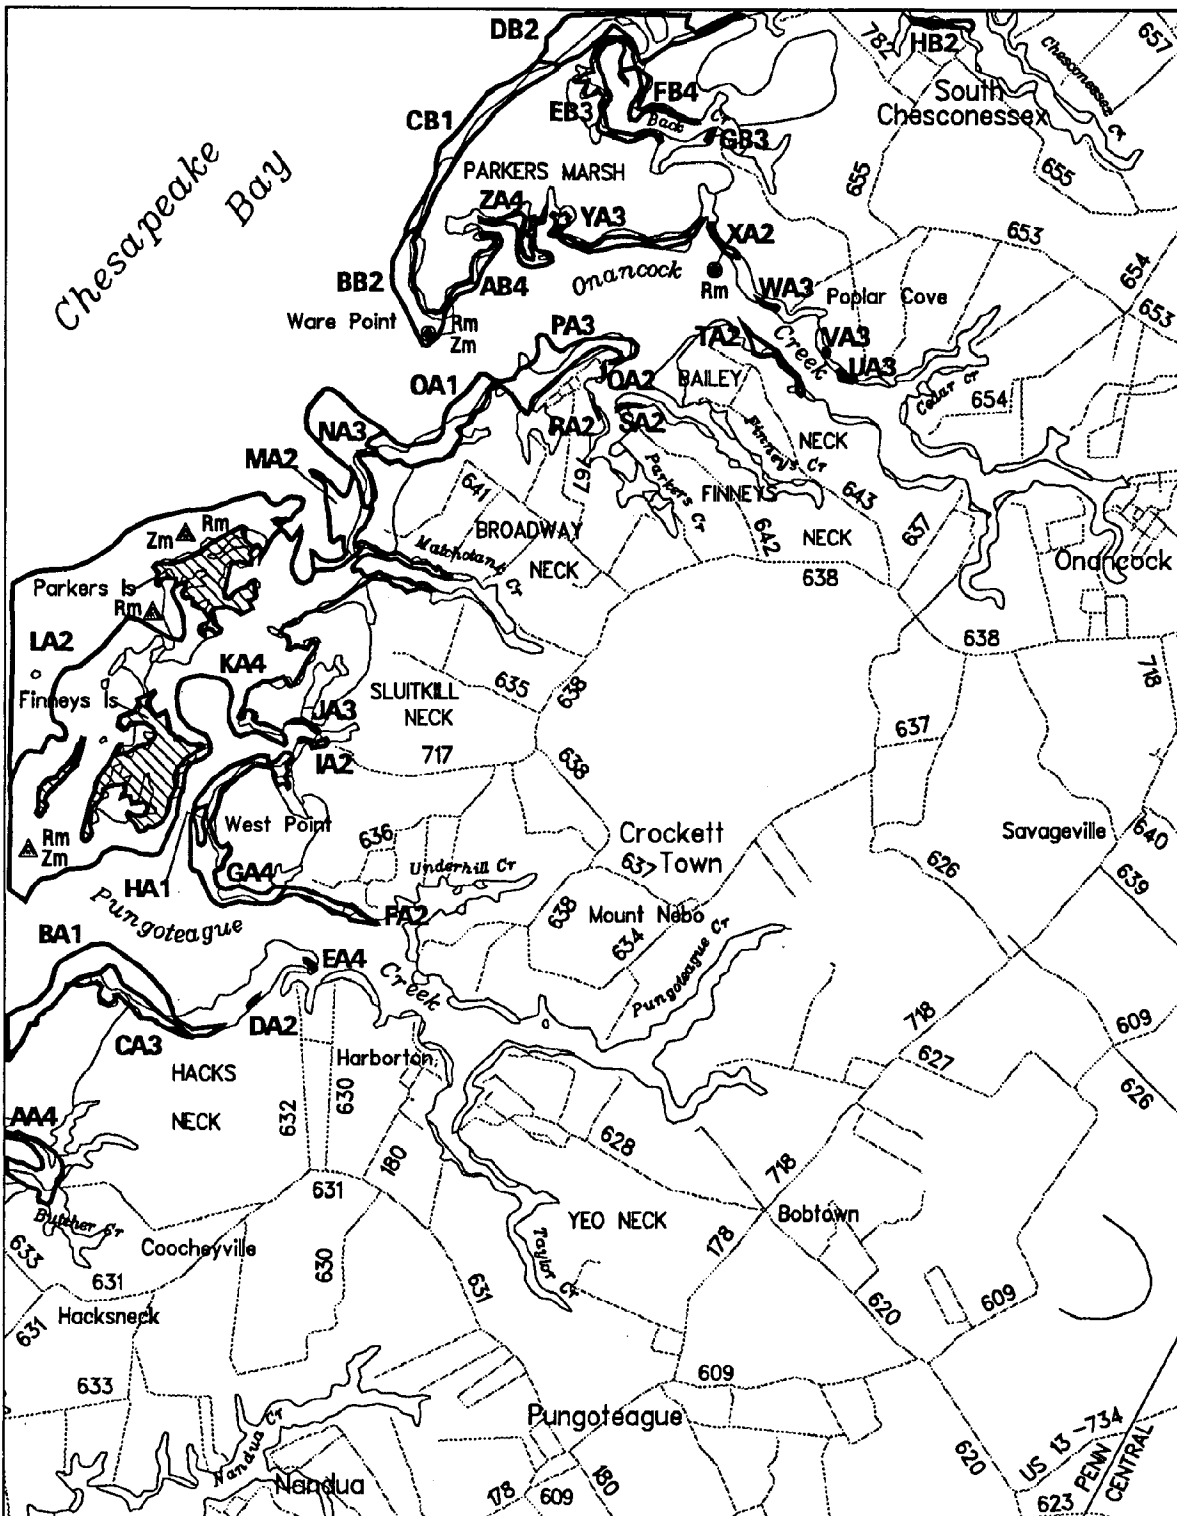 DB2
782
HB2
Chesconessex Cr
657
South
Chesconessex
CB1
EB3
FB4
Back Cr
GB3
Chesapeake
Bay
PARKERS MARSH
655
655
ZA4
YA3
XA2
653
654
653
BB2
AB4
Onancock
Rm
WA3
Poplar Cove
Ware Point
Rm
Zm
PA3
TA2
Creek
VA3
UA3
OA1
QA2
BAILEY
Cedar Cr
654
NA3
RA2
SA2
Finneys Cr
NECK
MA2
641
767
Parkers Cr
FINNEYS
643
BROADWAY
642
NECK
637
Rm
Zm
Matchotank Cr
NECK
638
Onancock
Parkers Is
Rm
LA2
638
KA4
635
638
718
Finneys Is
SLUITKILL
NECK
JA3
637
IA2
717
638
West Point
636
Crockett
Town
Savageville
640
Rm
Zm
637
626
639
HA1
GA4
Underhill Cr
Pungoteague
FA2
638
Mount Nebo
634
Pungoteague Cr
BA1
EA4
Creek
718
609
CA3
DA2
Harborton
627
HACKS
NECK
632
630
626
AA4
628
180
718
631
Butcher Cr
YEO NECK
178
Bobtown
Coocheyville
633
630
Taylor Cr
631
631
620
609
631
Hacksneck
633
609
Nandua Cr
Pungoteague
US 13-734
PENN
CENTRAL
Nandua
178
609
180
620
623